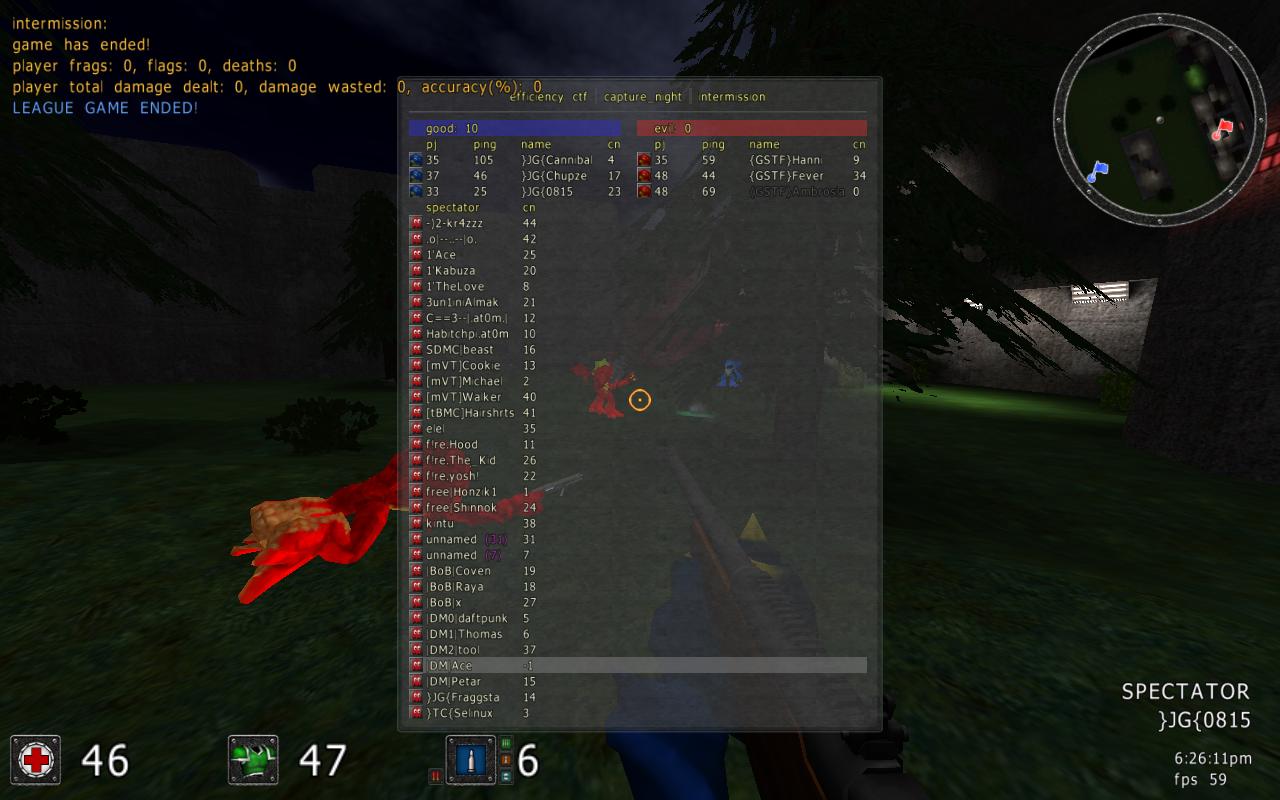 intermission:
game has ended!
player frags: 0, flags: 0, deaths: 0
player total damage dealt: 0, damage wasted: 0, accuracy(%): 0
LEAGUE GAME ENDED!
efficiency ctf capture_night intermission
good: 10 evil: 0
pj ping name cn pj ping name cn
35 105 }JG{Cannibal 4 35 59 {GSTF}Hanni 9
37 46 }JG{Chupze 17 48 44 {GSTF}Fever 34
33 25 }JG{0815 23 48 69 {GSTF}Ambrosia 0
spectator cn
-)2-kr4zzz 44
.o|--..--|o. 42
1'Ace 25
1'Kabuza 20
1'TheLove 8
3un1in|Almak 21
C==3--|.at0m.| 12
Habitchpi.at0m 10
SDMC|beast 16
[mVT]Cookie 13
[mVT]Michael 2
[mVT]Walker 40
[tBMC]Hairshrts 41
elel 35
f!re.Hood 11
f!re.The_Kid 26
f!re.yosh! 22
free|Honzik1 1
free|Shinnok 24
kintu 38
unnamed (31) 31
unnamed (7) 7
|BoB|Coven 19
|BoB|Raya 18
|BoB|x 27
|DM0|daftpunk 5
|DM1|Thomas 6
|DM2|tool 37
|DM|Ace -1
|DM|Petar 15
}JG{Fraggsta 14
}TC{Selinux 3
SPECTATOR
}JG{0815
6:26:11pm
fps 59
46 47 6